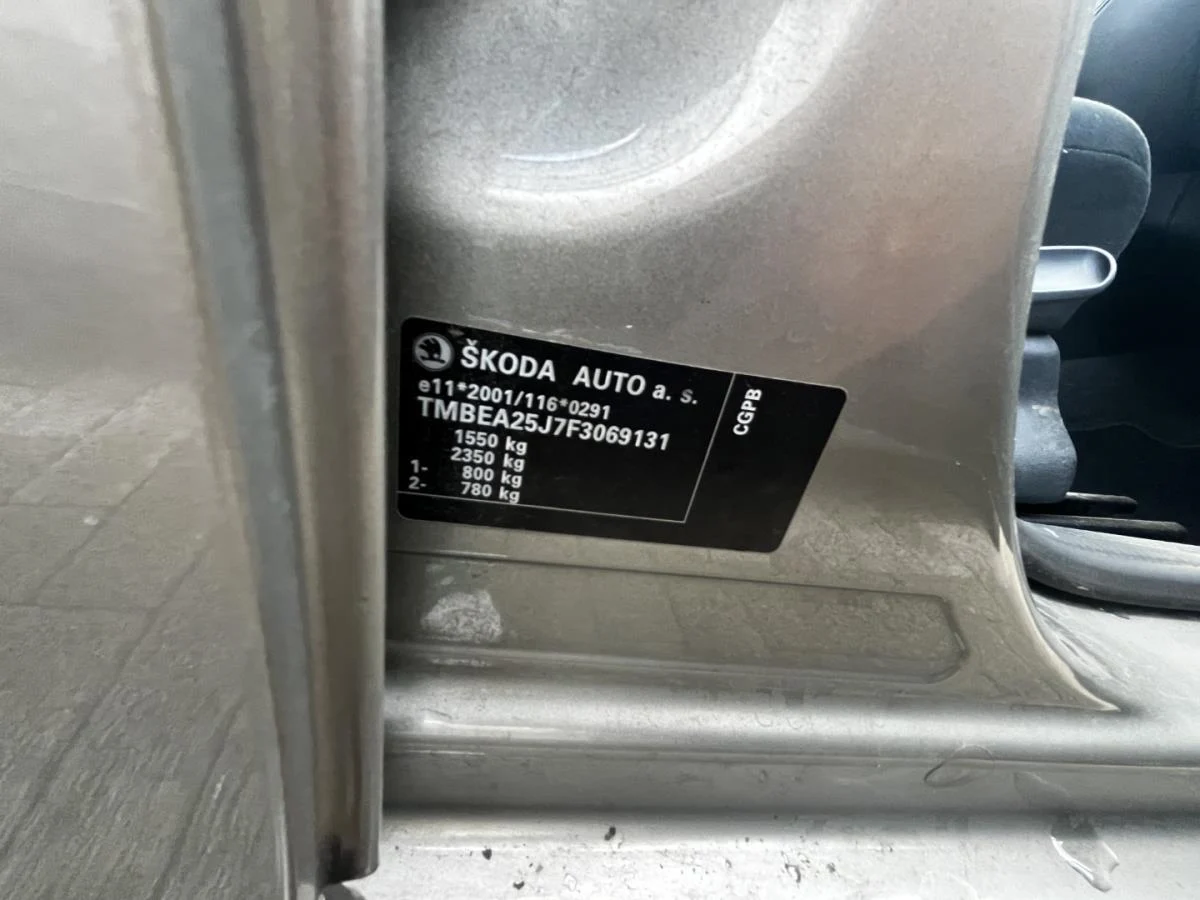 ŠKODA AUTO a. s.
e11*2001/116*0291
TMBEA25J7F3069131
1550 kg
2350 kg
1- 800 kg
2- 780 kg
CGPB